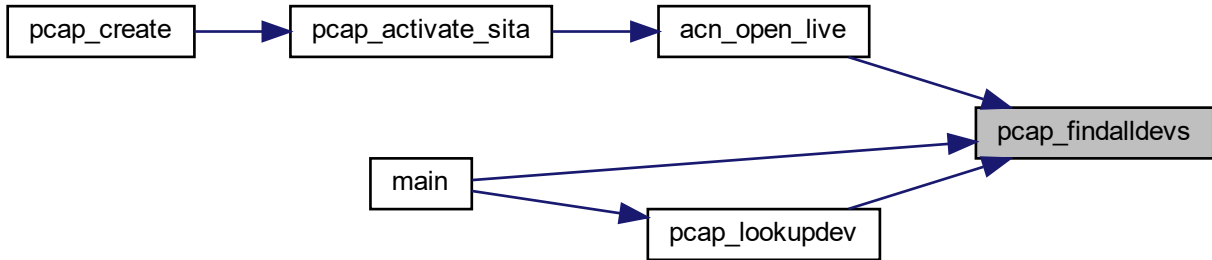 pcap_create
pcap_activate_sita
acn_open_live
pcap_findalldevs
main
pcap_lookupdev